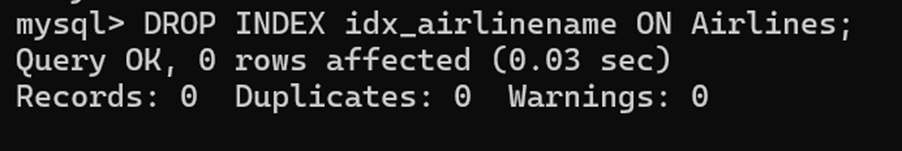 mysql> DROP INDEX idx_airlinename ON Airlines;
Query OK, 0 rows affected (0.03 sec)
Records: 0  Duplicates: 0  Warnings: 0